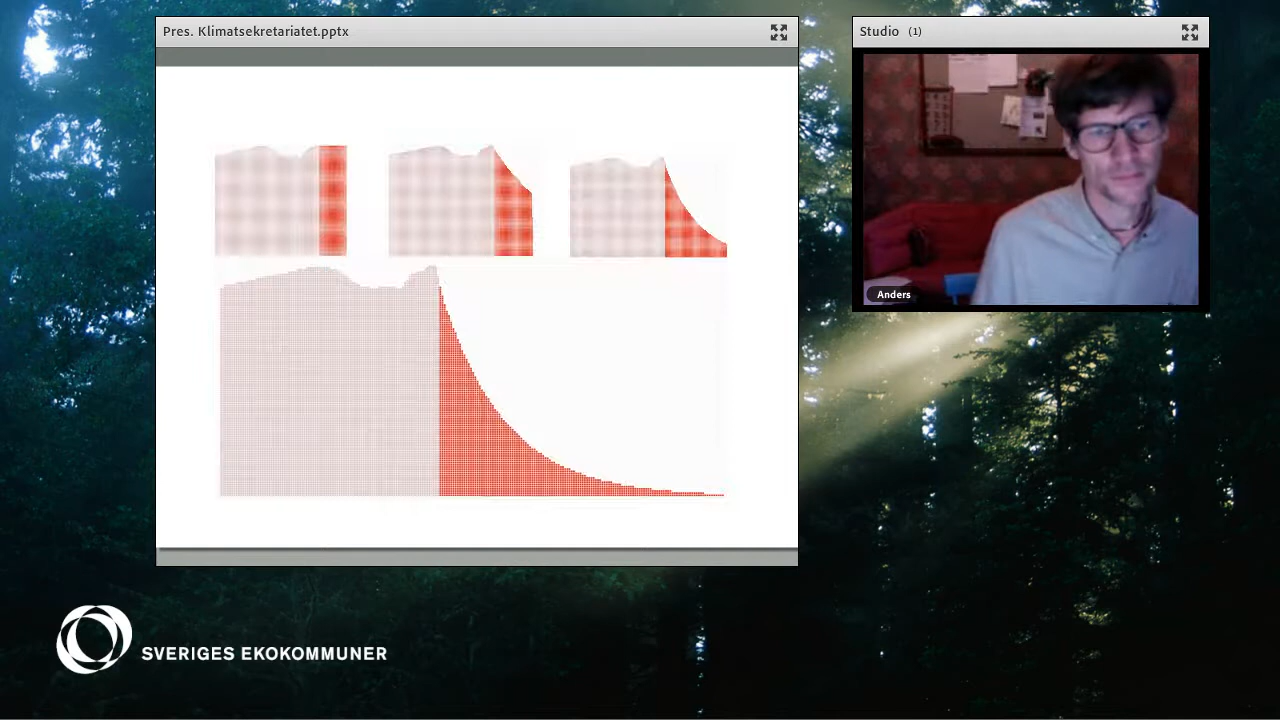 Pres. Klimatsekretariatet.pptx
Studio (1)
Anders
SVERIGES EKOKOMMUNER